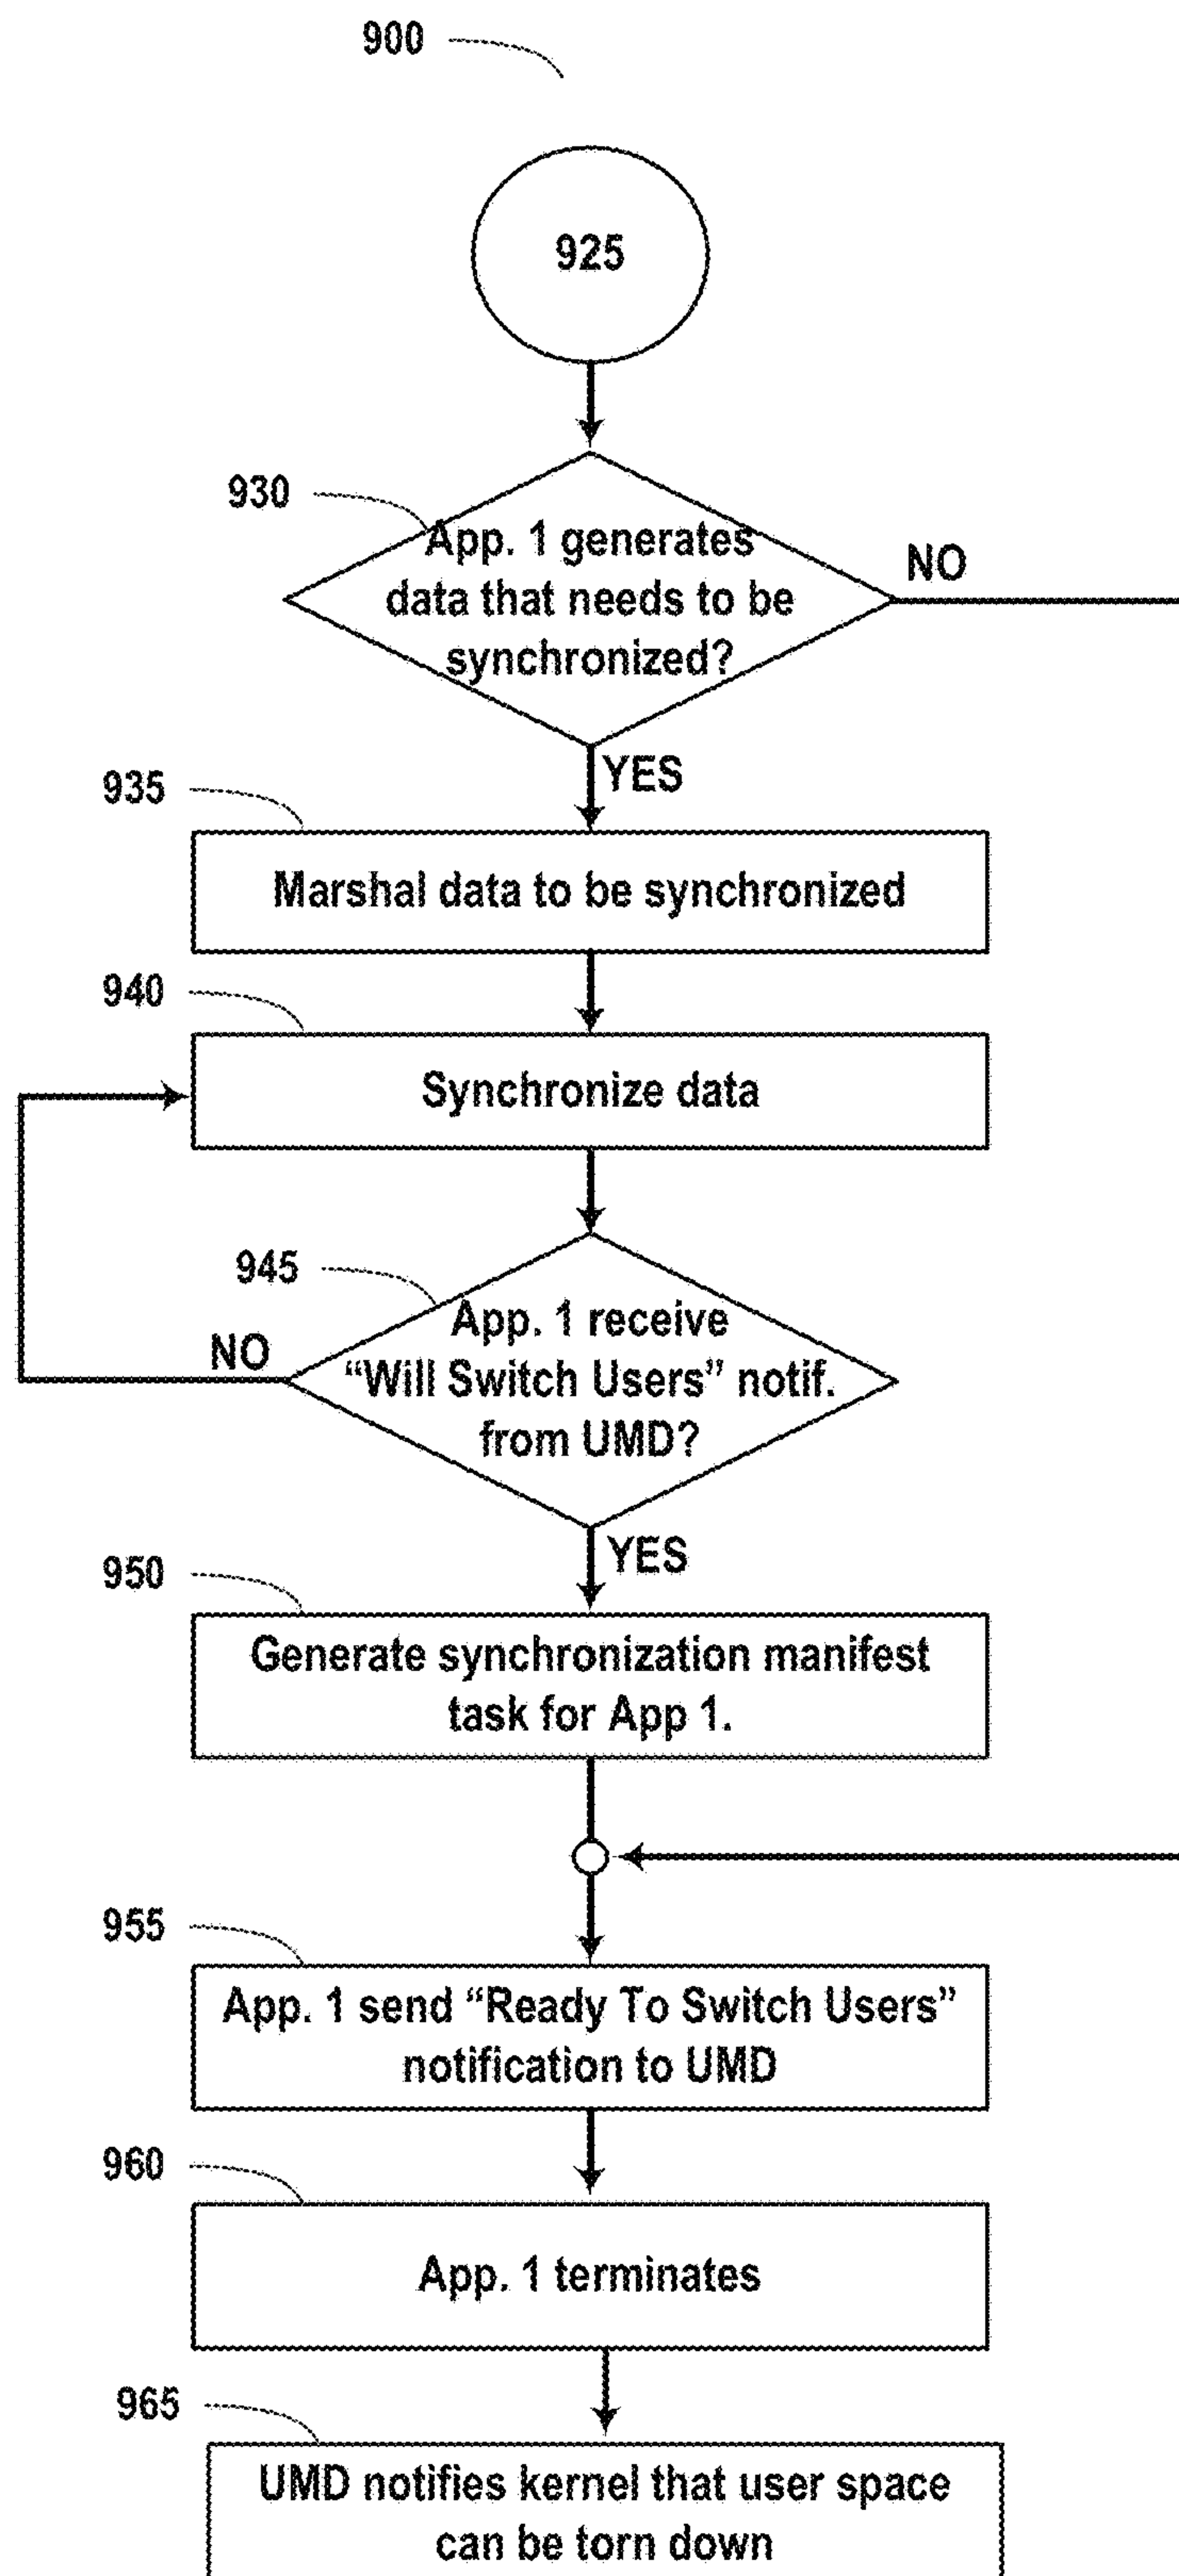 900
925
930
App. 1 generates
data that needs to be
synchronized?
NO
YES
935
Marshal data to be synchronized
940
Synchronize data
945
App. 1 receive
“Will Switch Users” notif.
from UMD?
NO
YES
950
Generate synchronization manifest
task for App 1.
955
App. 1 send “Ready To Switch Users”
notification to UMD
960
App. 1 terminates
965
UMD notifies kernel that user space
can be torn down